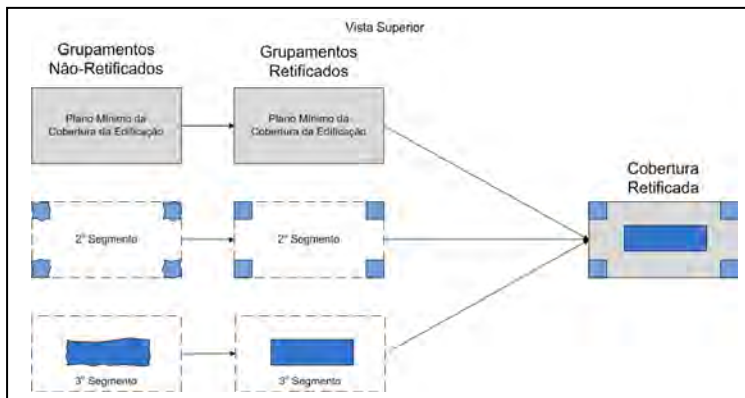 Vista Superior
Grupamentos
Não-Retificados
Grupamentos
Retificados
Plano Mínimo da
Cobertura da Edificação
Plano Mínimo da
Cobertura da Edificação
Cobertura
Retificada
2º Segmento
2º Segmento
3º Segmento
3º Segmento